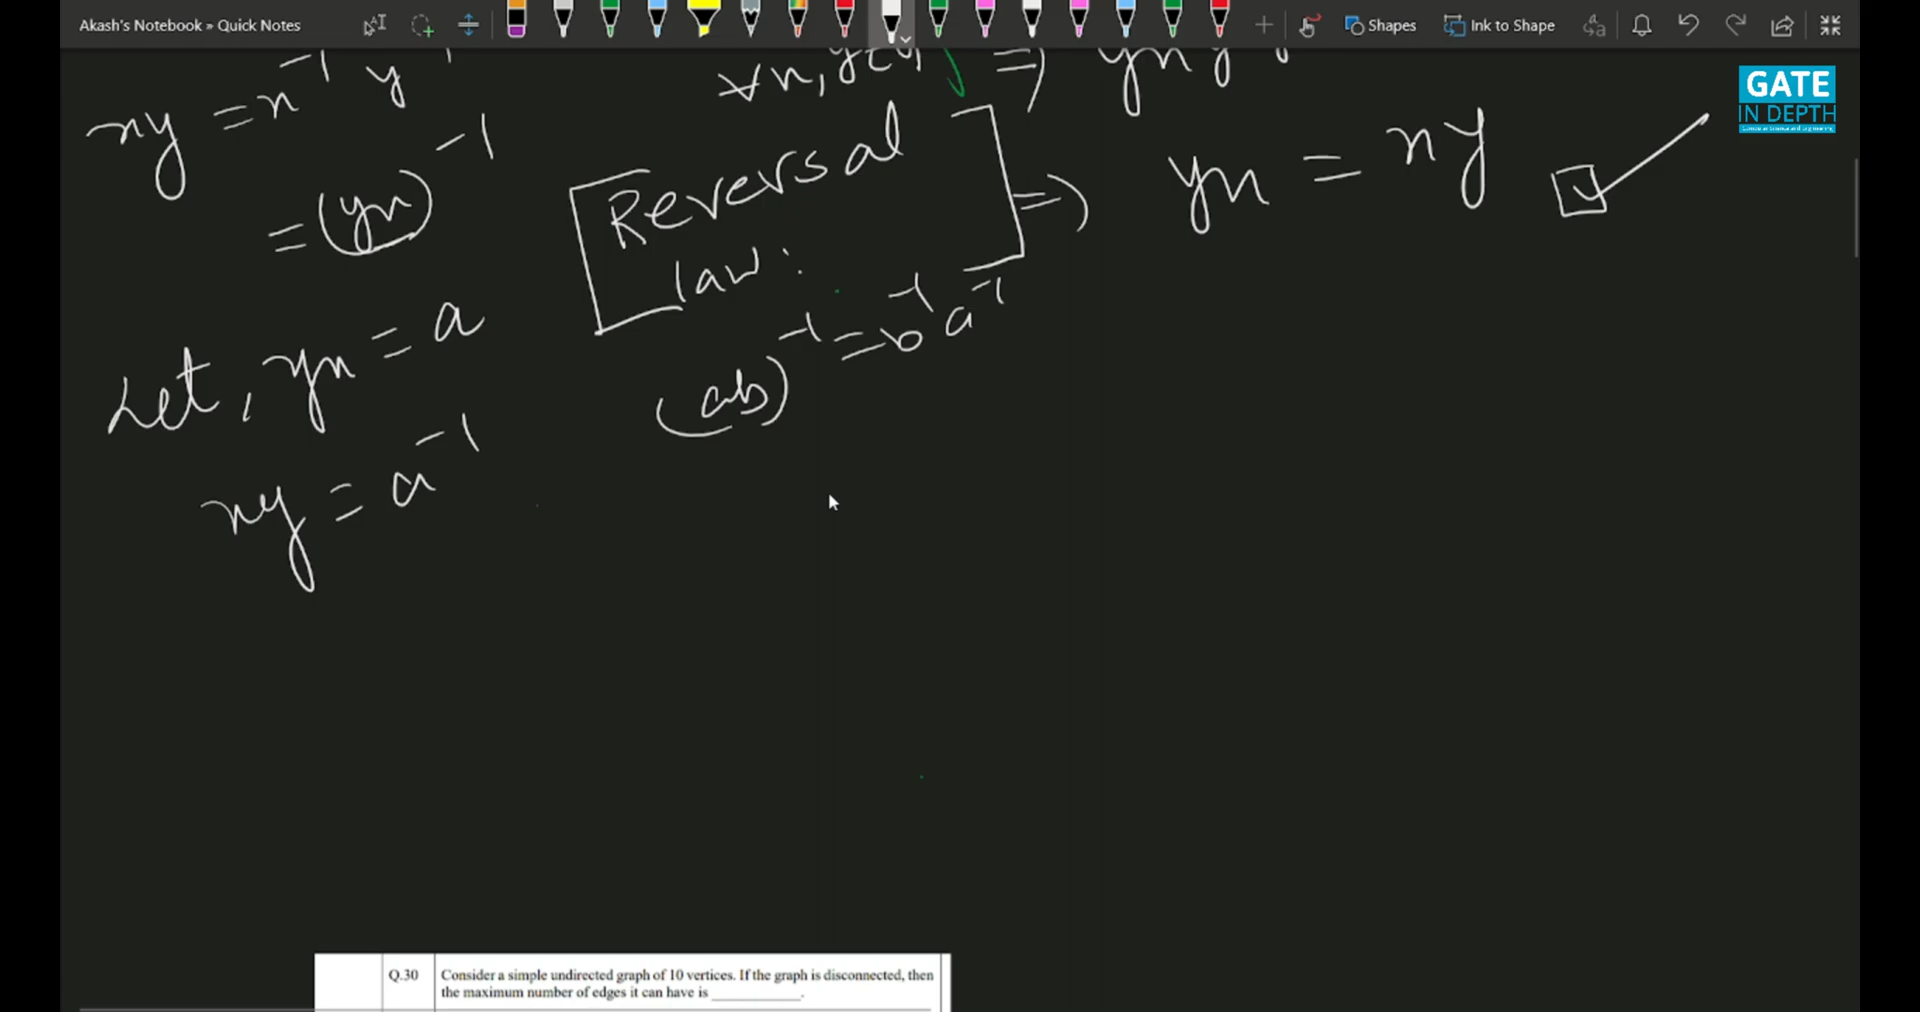 Akash's Notebook » Quick Notes
Shapes
Ink to Shape
GATE
IN DEPTH
xy = x⁻¹ y
= (yx)⁻¹
Reversal
law :
(ab)⁻¹ = b⁻¹ a⁻¹
=> yx = xy
Let, yx = a
xy = a⁻¹
Q.30 Consider a simple undirected graph of 10 vertices. If the graph is disconnected, then
the maximum number of edges it can have is ____________.